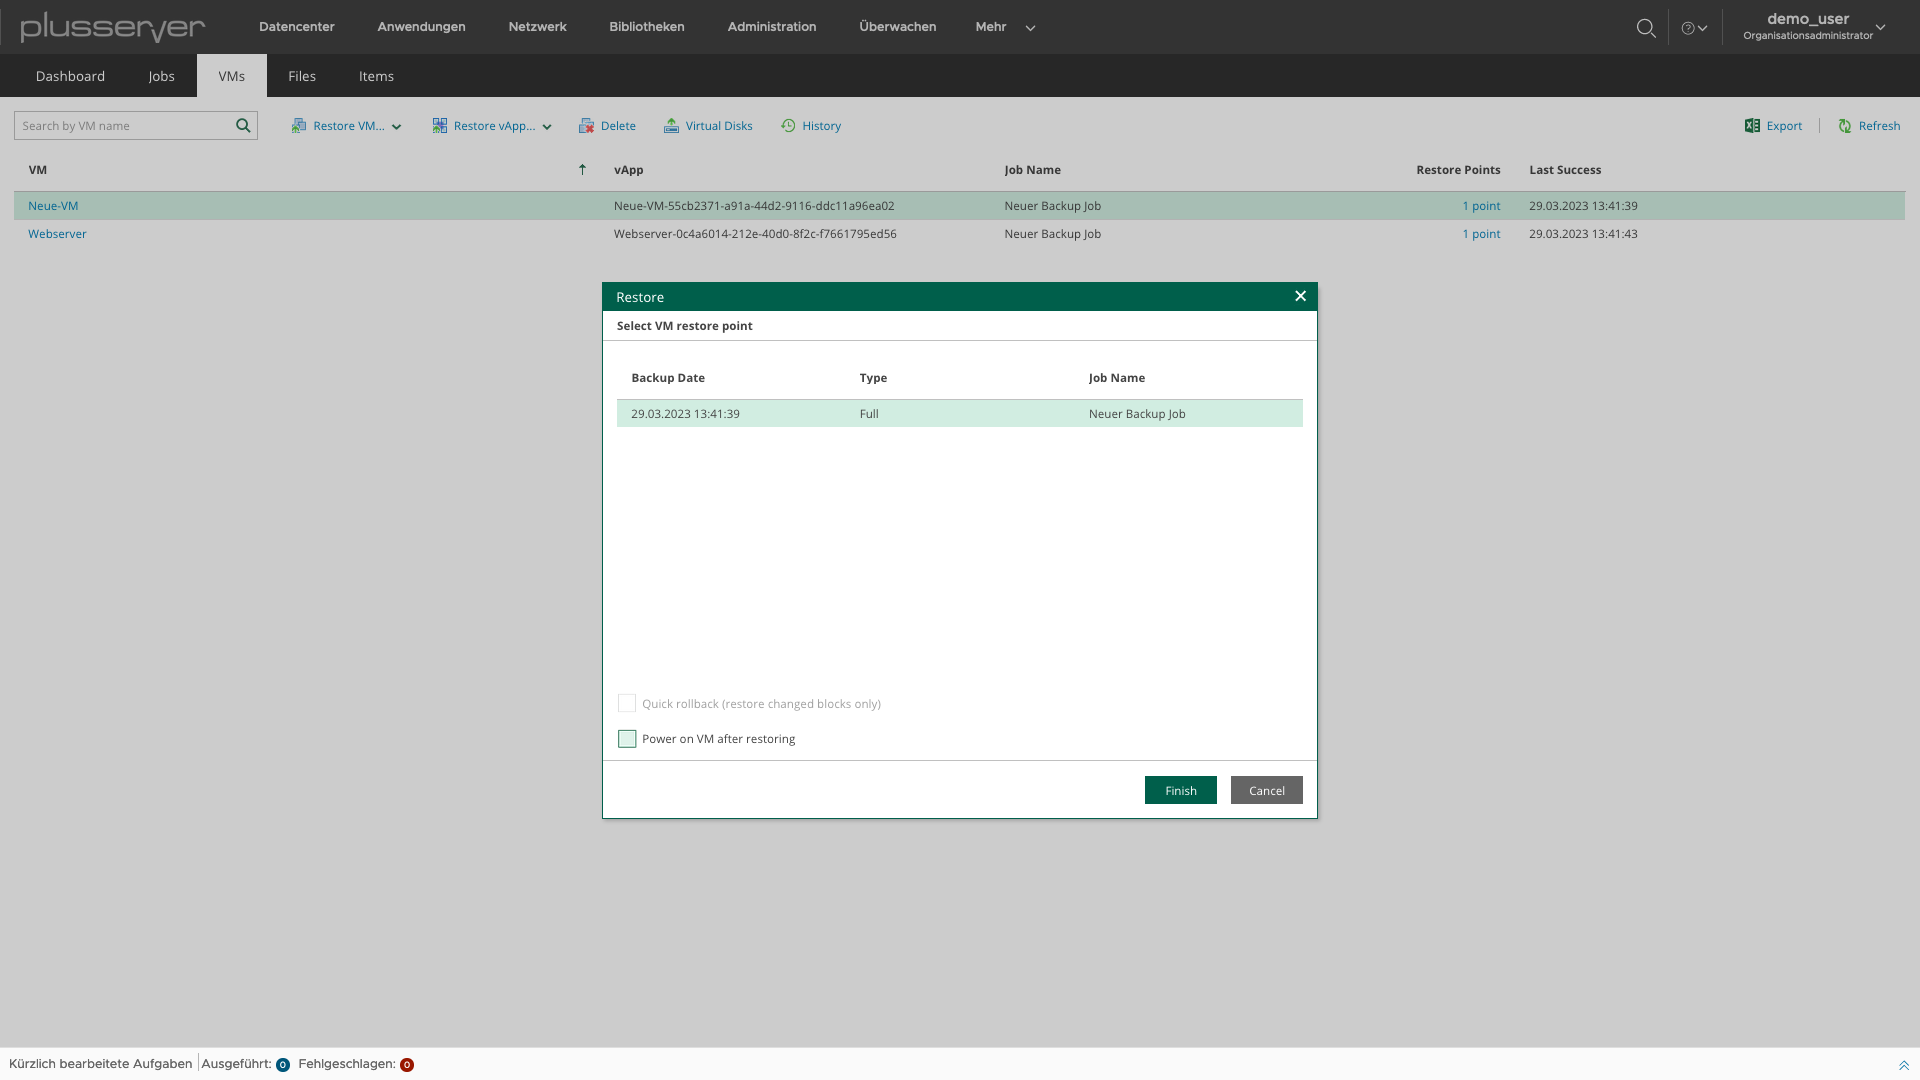 plusserver Datencenter Anwendungen Netzwerk Bibliotheken Administration Überwachen Mehr demo_user
Organisationsadministrator
Dashboard Jobs VMs Files Items
Search by VM name Restore VM... Restore vApp... Delete Virtual Disks History Export Refresh
VM vApp Job Name Restore Points Last Success
Neue-VM Neue-VM-55cb2371-a91a-44d2-9116-ddc11a96ea02 Neuer Backup Job 1 point 29.03.2023 13:41:39
Webserver Webserver-0c4a6014-212e-40d0-8f2c-f7661795ed56 Neuer Backup Job 1 point 29.03.2023 13:41:43
Restore
Select VM restore point
Backup Date Type Job Name
29.03.2023 13:41:39 Full Neuer Backup Job
Quick rollback (restore changed blocks only)
Power on VM after restoring
Finish Cancel
Kürzlich bearbeitete Aufgaben Ausgeführt: 0 Fehlgeschlagen: 0